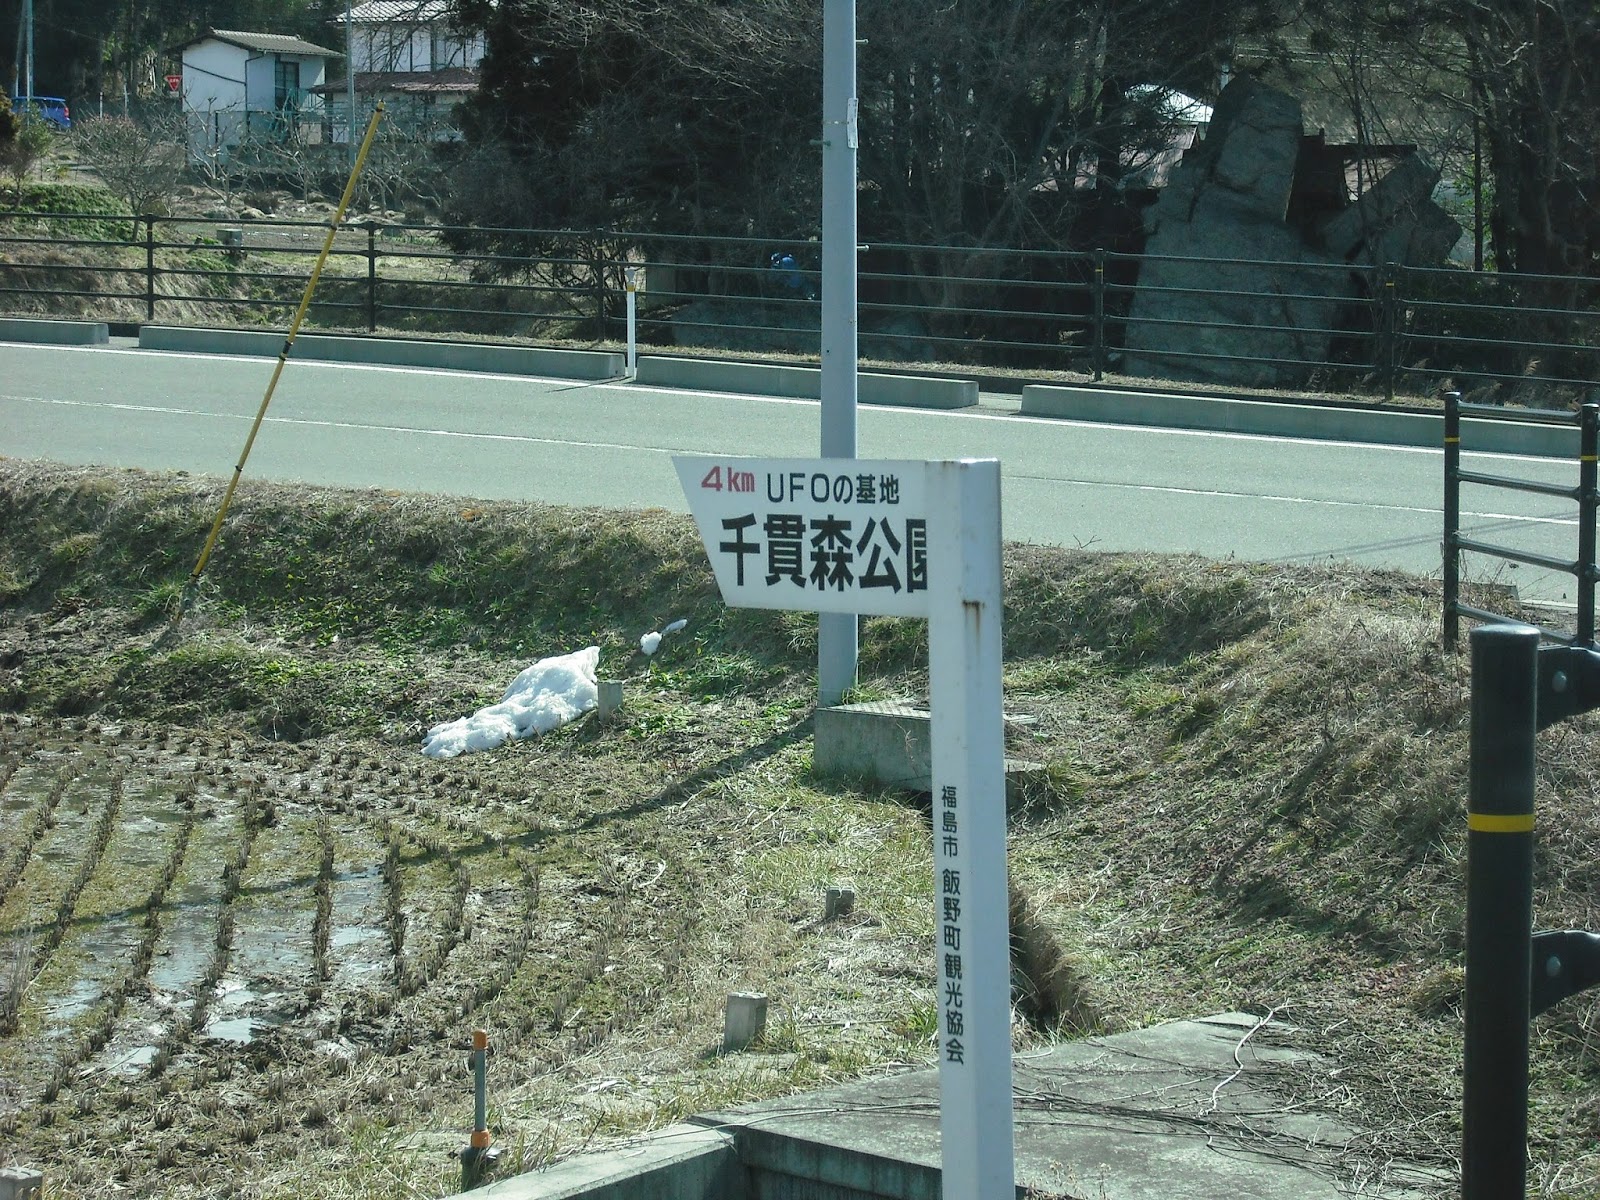 4km UFOの基地
千貫森公園
福島市 飯野町観光協会